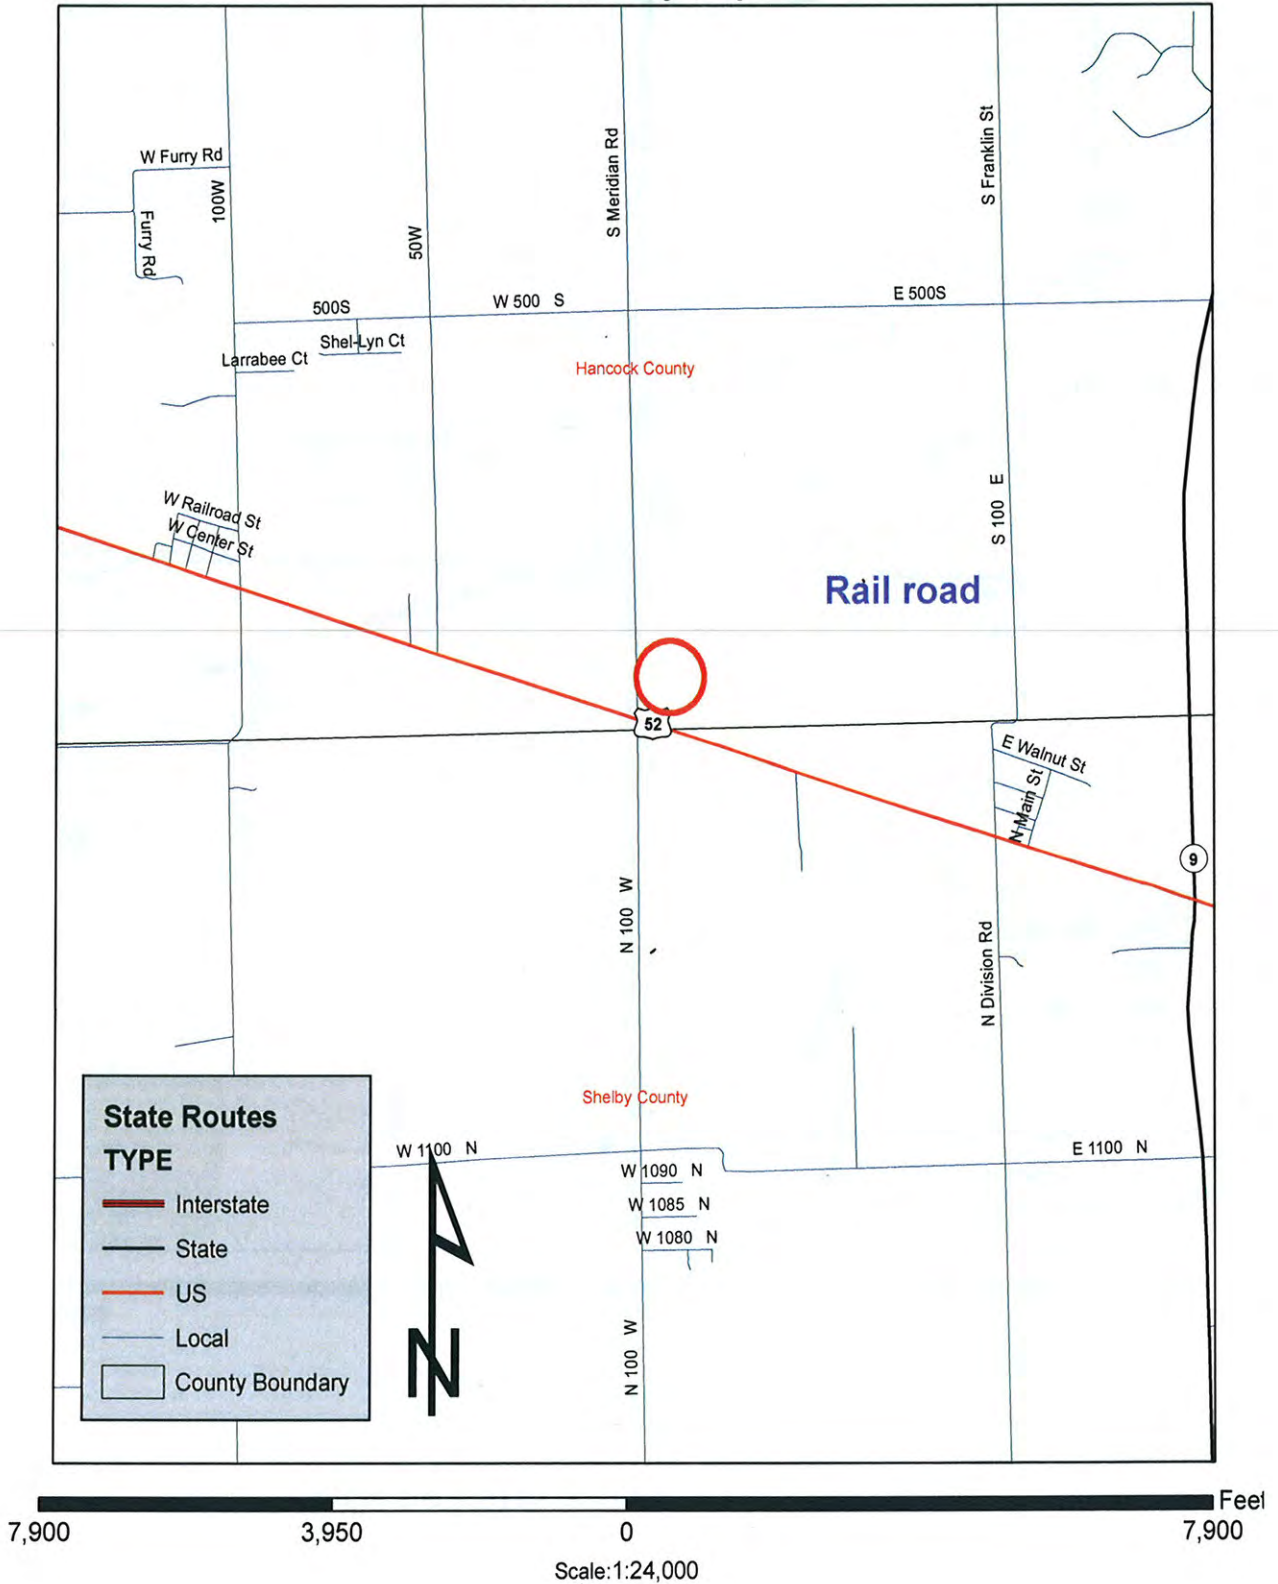 W Furry Rd
100W
Furry Rd
50W
S Meridian Rd
S Franklin St
500S
W 500 S
E 500S
Shel-Lyn Ct
Larrabee Ct
Hancock County
W Railroad St
W Center St
S 100 E
Rail road
52
E Walnut St
N Main St
9
N 100 W
N Division Rd
Shelby County
W 1100 N
E 1100 N
W 1090 N
W 1085 N
W 1080 N
N 100 W
State Routes
TYPE
Interstate
State
US
Local
County Boundary
N
Feet
7,900 3,950 0 7,900
Scale:1:24,000